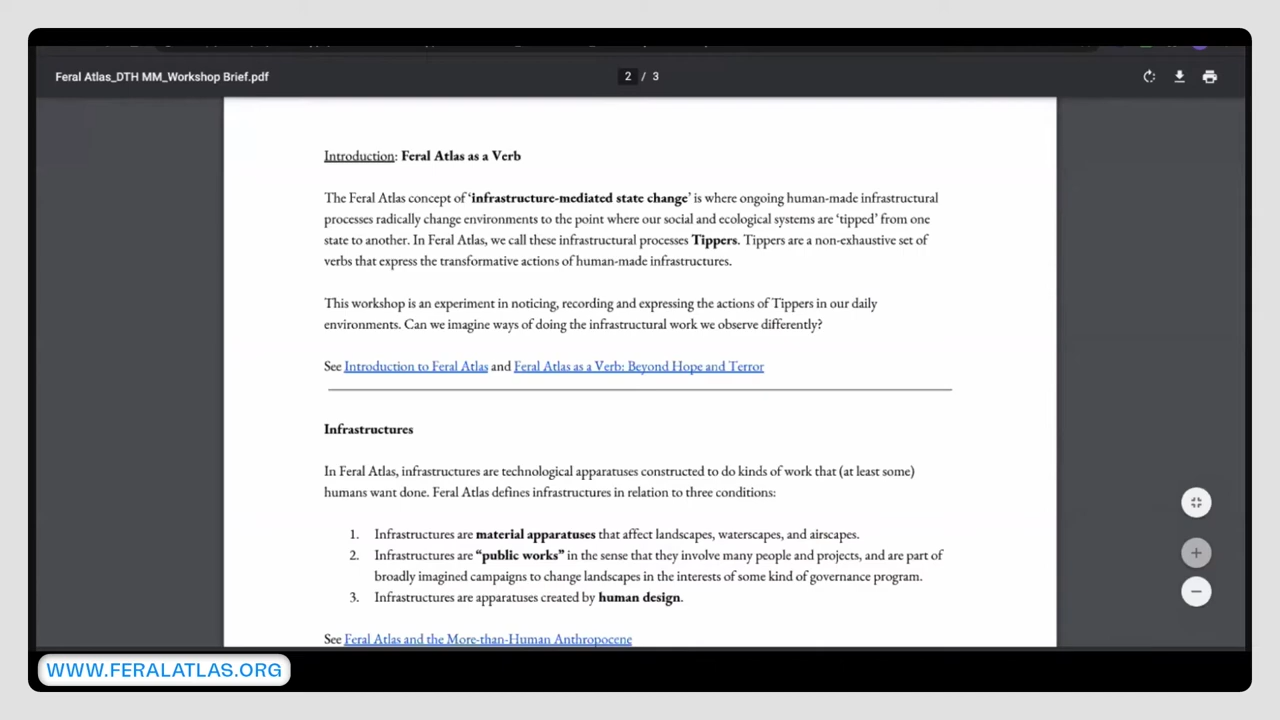 Feral Atlas_DTH MM_Workshop Brief.pdf
2 / 3
Introduction: Feral Atlas as a Verb
The Feral Atlas concept of ‘infrastructure-mediated state change’ is where ongoing human-made infrastructural
processes radically change environments to the point where our social and ecological systems are ‘tipped’ from one
state to another. In Feral Atlas, we call these infrastructural processes Tippers. Tippers are a non-exhaustive set of
verbs that express the transformative actions of human-made infrastructures.
This workshop is an experiment in noticing, recording and expressing the actions of Tippers in our daily
environments. Can we imagine ways of doing the infrastructural work we observe differently?
See Introduction to Feral Atlas and Feral Atlas as a Verb: Beyond Hope and Terror
Infrastructures
In Feral Atlas, infrastructures are technological apparatuses constructed to do kinds of work that (at least some)
humans want done. Feral Atlas defines infrastructures in relation to three conditions:
1. Infrastructures are material apparatuses that affect landscapes, waterscapes, and airscapes.
2. Infrastructures are “public works” in the sense that they involve many people and projects, and are part of
broadly imagined campaigns to change landscapes in the interests of some kind of governance program.
3. Infrastructures are apparatuses created by human design.
See Feral Atlas and the More-than-Human Anthropocene
WWW.FERALATLAS.ORG